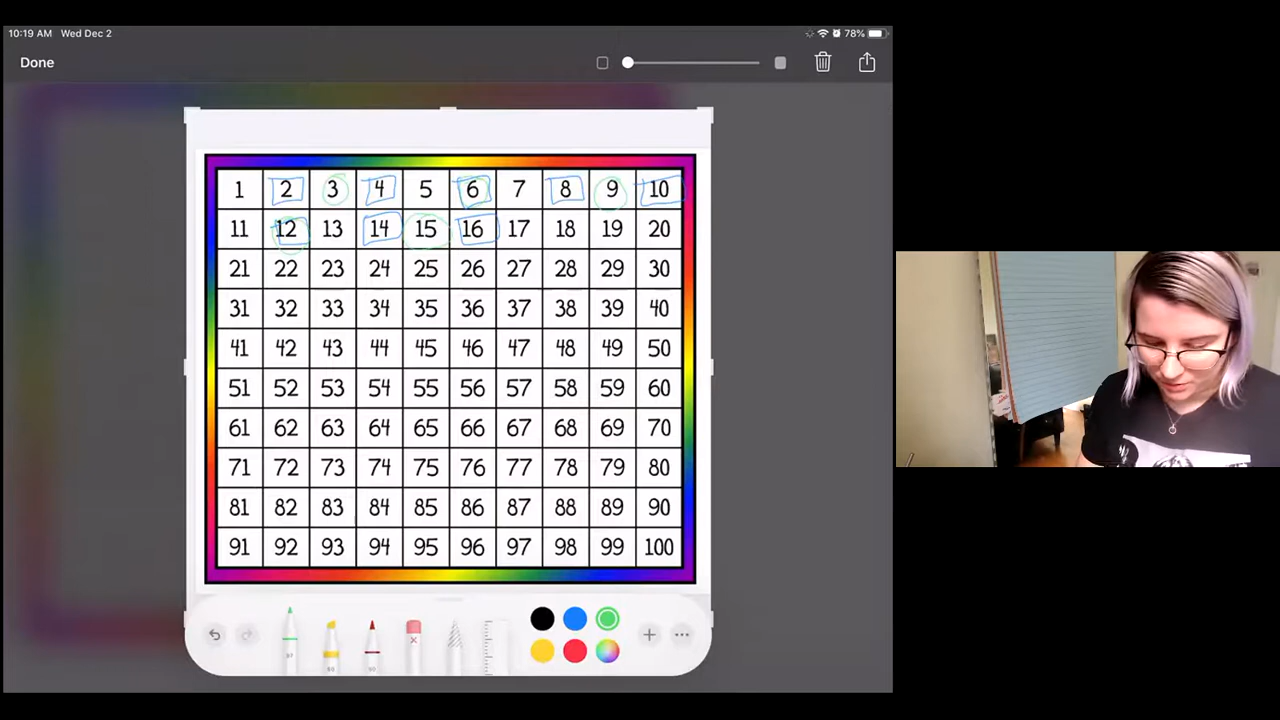 10:19 AM Wed Dec 2 78%
Done
1 2 3 4 5 6 7 8 9 10
11 12 13 14 15 16 17 18 19 20
21 22 23 24 25 26 27 28 29 30
31 32 33 34 35 36 37 38 39 40
41 42 43 44 45 46 47 48 49 50
51 52 53 54 55 56 57 58 59 60
61 62 63 64 65 66 67 68 69 70
71 72 73 74 75 76 77 78 79 80
81 82 83 84 85 86 87 88 89 90
91 92 93 94 95 96 97 98 99 100